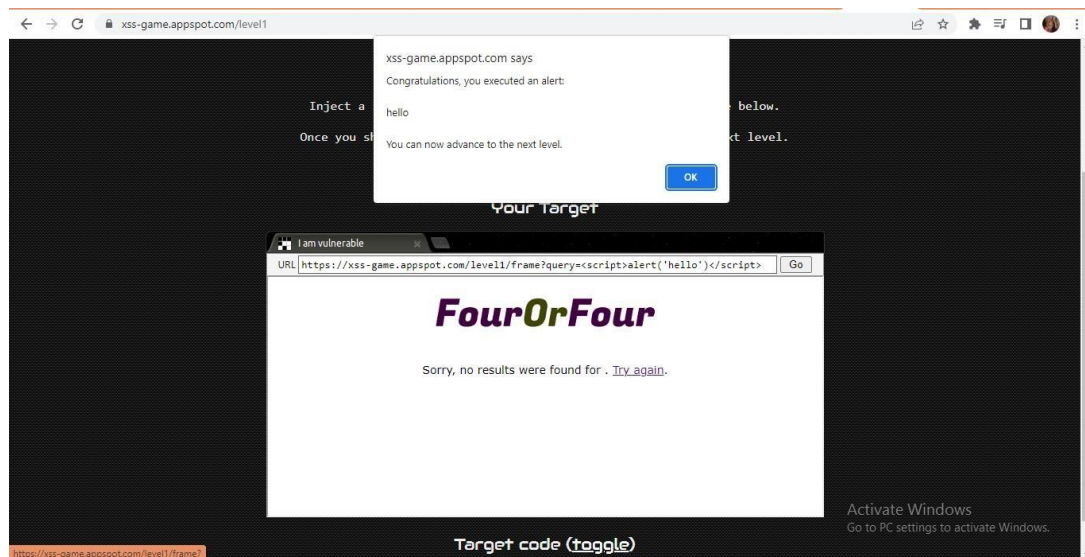 xss-game.appspot.com/level1
xss-game.appspot.com says
Congratulations, you executed an alert:
hello
You can now advance to the next level.
OK
Inject a
below.
Once you
level.
Your Target
I am vulnerable
URL https://xss-game.appspot.com/level1/frame?query=<script>alert('hello')</script> Go
FourOrFour
Sorry, no results were found for . Try again.
Activate Windows
Go to PC settings to activate Windows.
Target code (toggle)
https://xss-game.appspot.com/level1/frame?